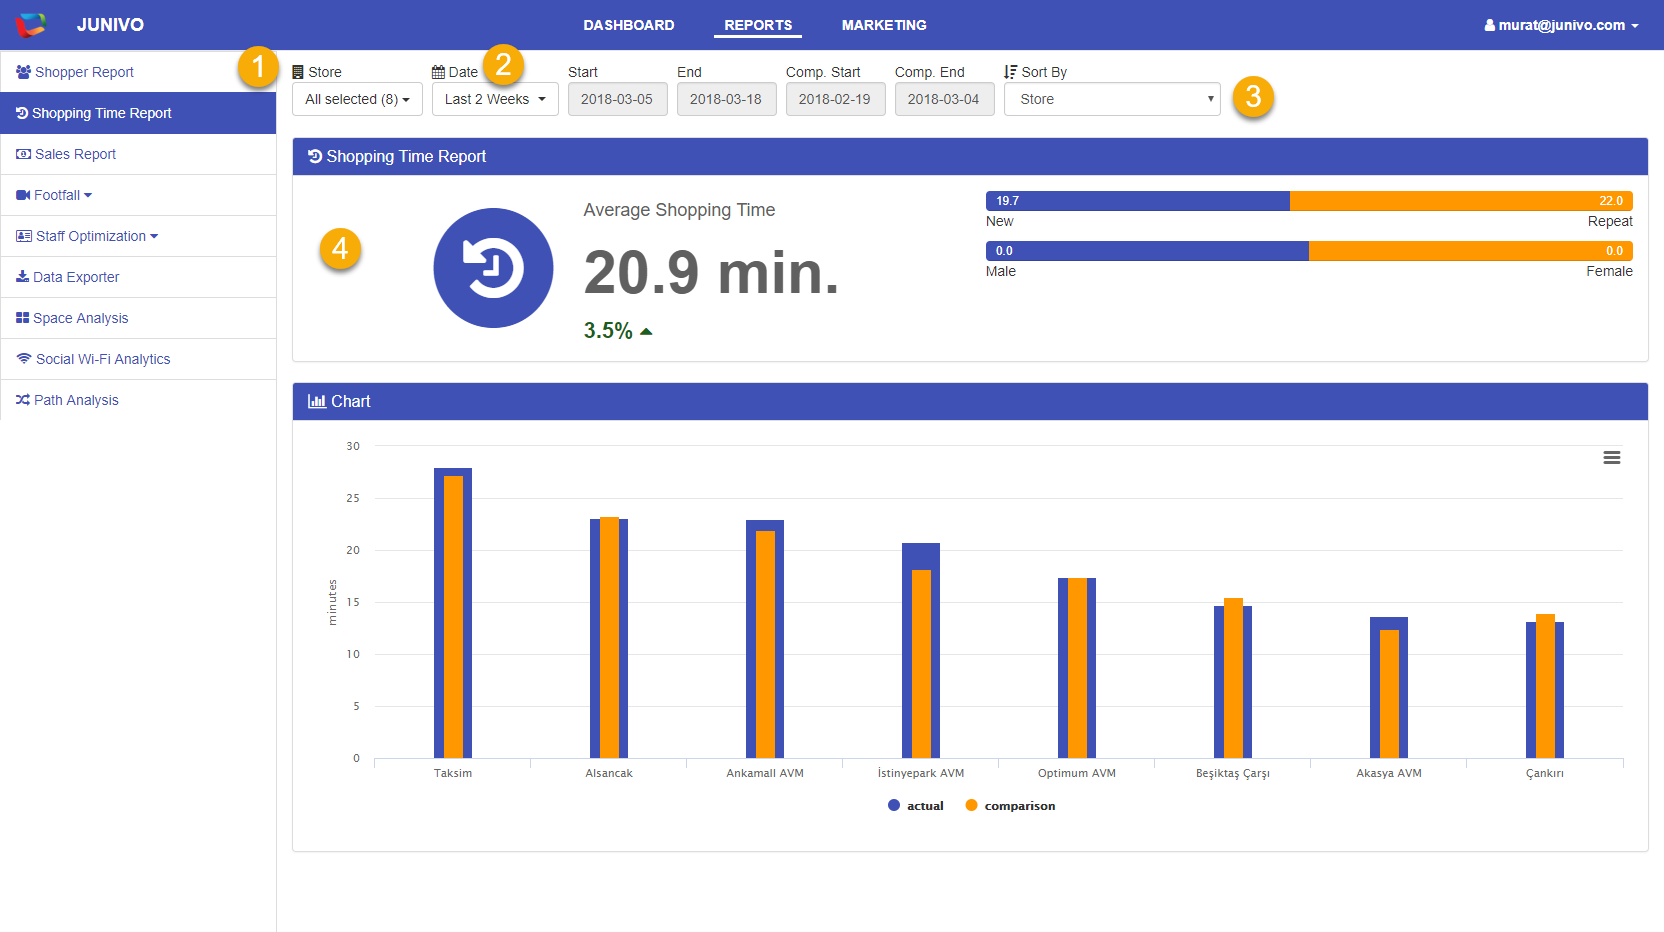 JUNIVO
DASHBOARD
REPORTS
MARKETING
murat@junivo.com
Shopper Report
Shopping Time Report
Sales Report
Footfall
Staff Optimization
Data Exporter
Space Analysis
Social Wi-Fi Analytics
Path Analysis
1
Store
All selected (8)
Date
2
Last 2 Weeks
Start
2018-03-05
End
2018-03-18
Comp. Start
2018-02-19
Comp. End
2018-03-04
Sort By
Store
3
Shopping Time Report
4
Average Shopping Time
20.9 min.
3.5%
19.7 22.0
New Repeat
0.0 0.0
Male Female
Chart
30
25
20
15
10
5
0
minutes
Taksim
Alsancak
Ankamall AVM
İstinyepark AVM
Optimum AVM
Beşiktaş Çarşı
Akasya AVM
Çankırı
actual
comparison